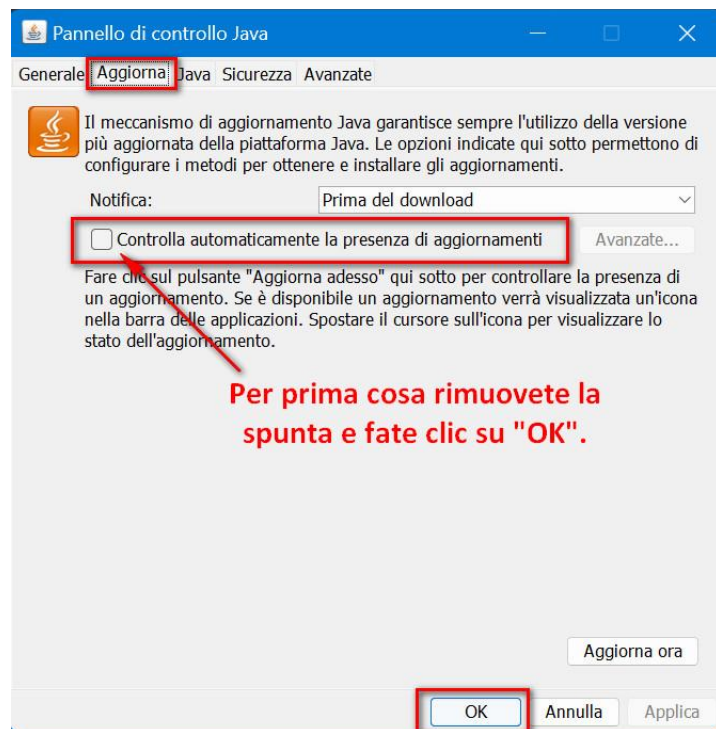 Pannello di controllo Java
Generale Aggiorna Java Sicurezza Avanzate
Il meccanismo di aggiornamento Java garantisce sempre l'utilizzo della versione
più aggiornata della piattaforma Java. Le opzioni indicate qui sotto permettono di
configurare i metodi per ottenere e installare gli aggiornamenti.
Notifica: Prima del download
Controlla automaticamente la presenza di aggiornamenti Avanzate...
Fare clic sul pulsante "Aggiorna adesso" qui sotto per controllare la presenza di
un aggiornamento. Se è disponibile un aggiornamento verrà visualizzata un'icona
nella barra delle applicazioni. Spostare il cursore sull'icona per visualizzare lo
stato dell'aggiornamento.
Per prima cosa rimuovete la
spunta e fate clic su "OK".
Aggiorna ora
OK Annulla Applica